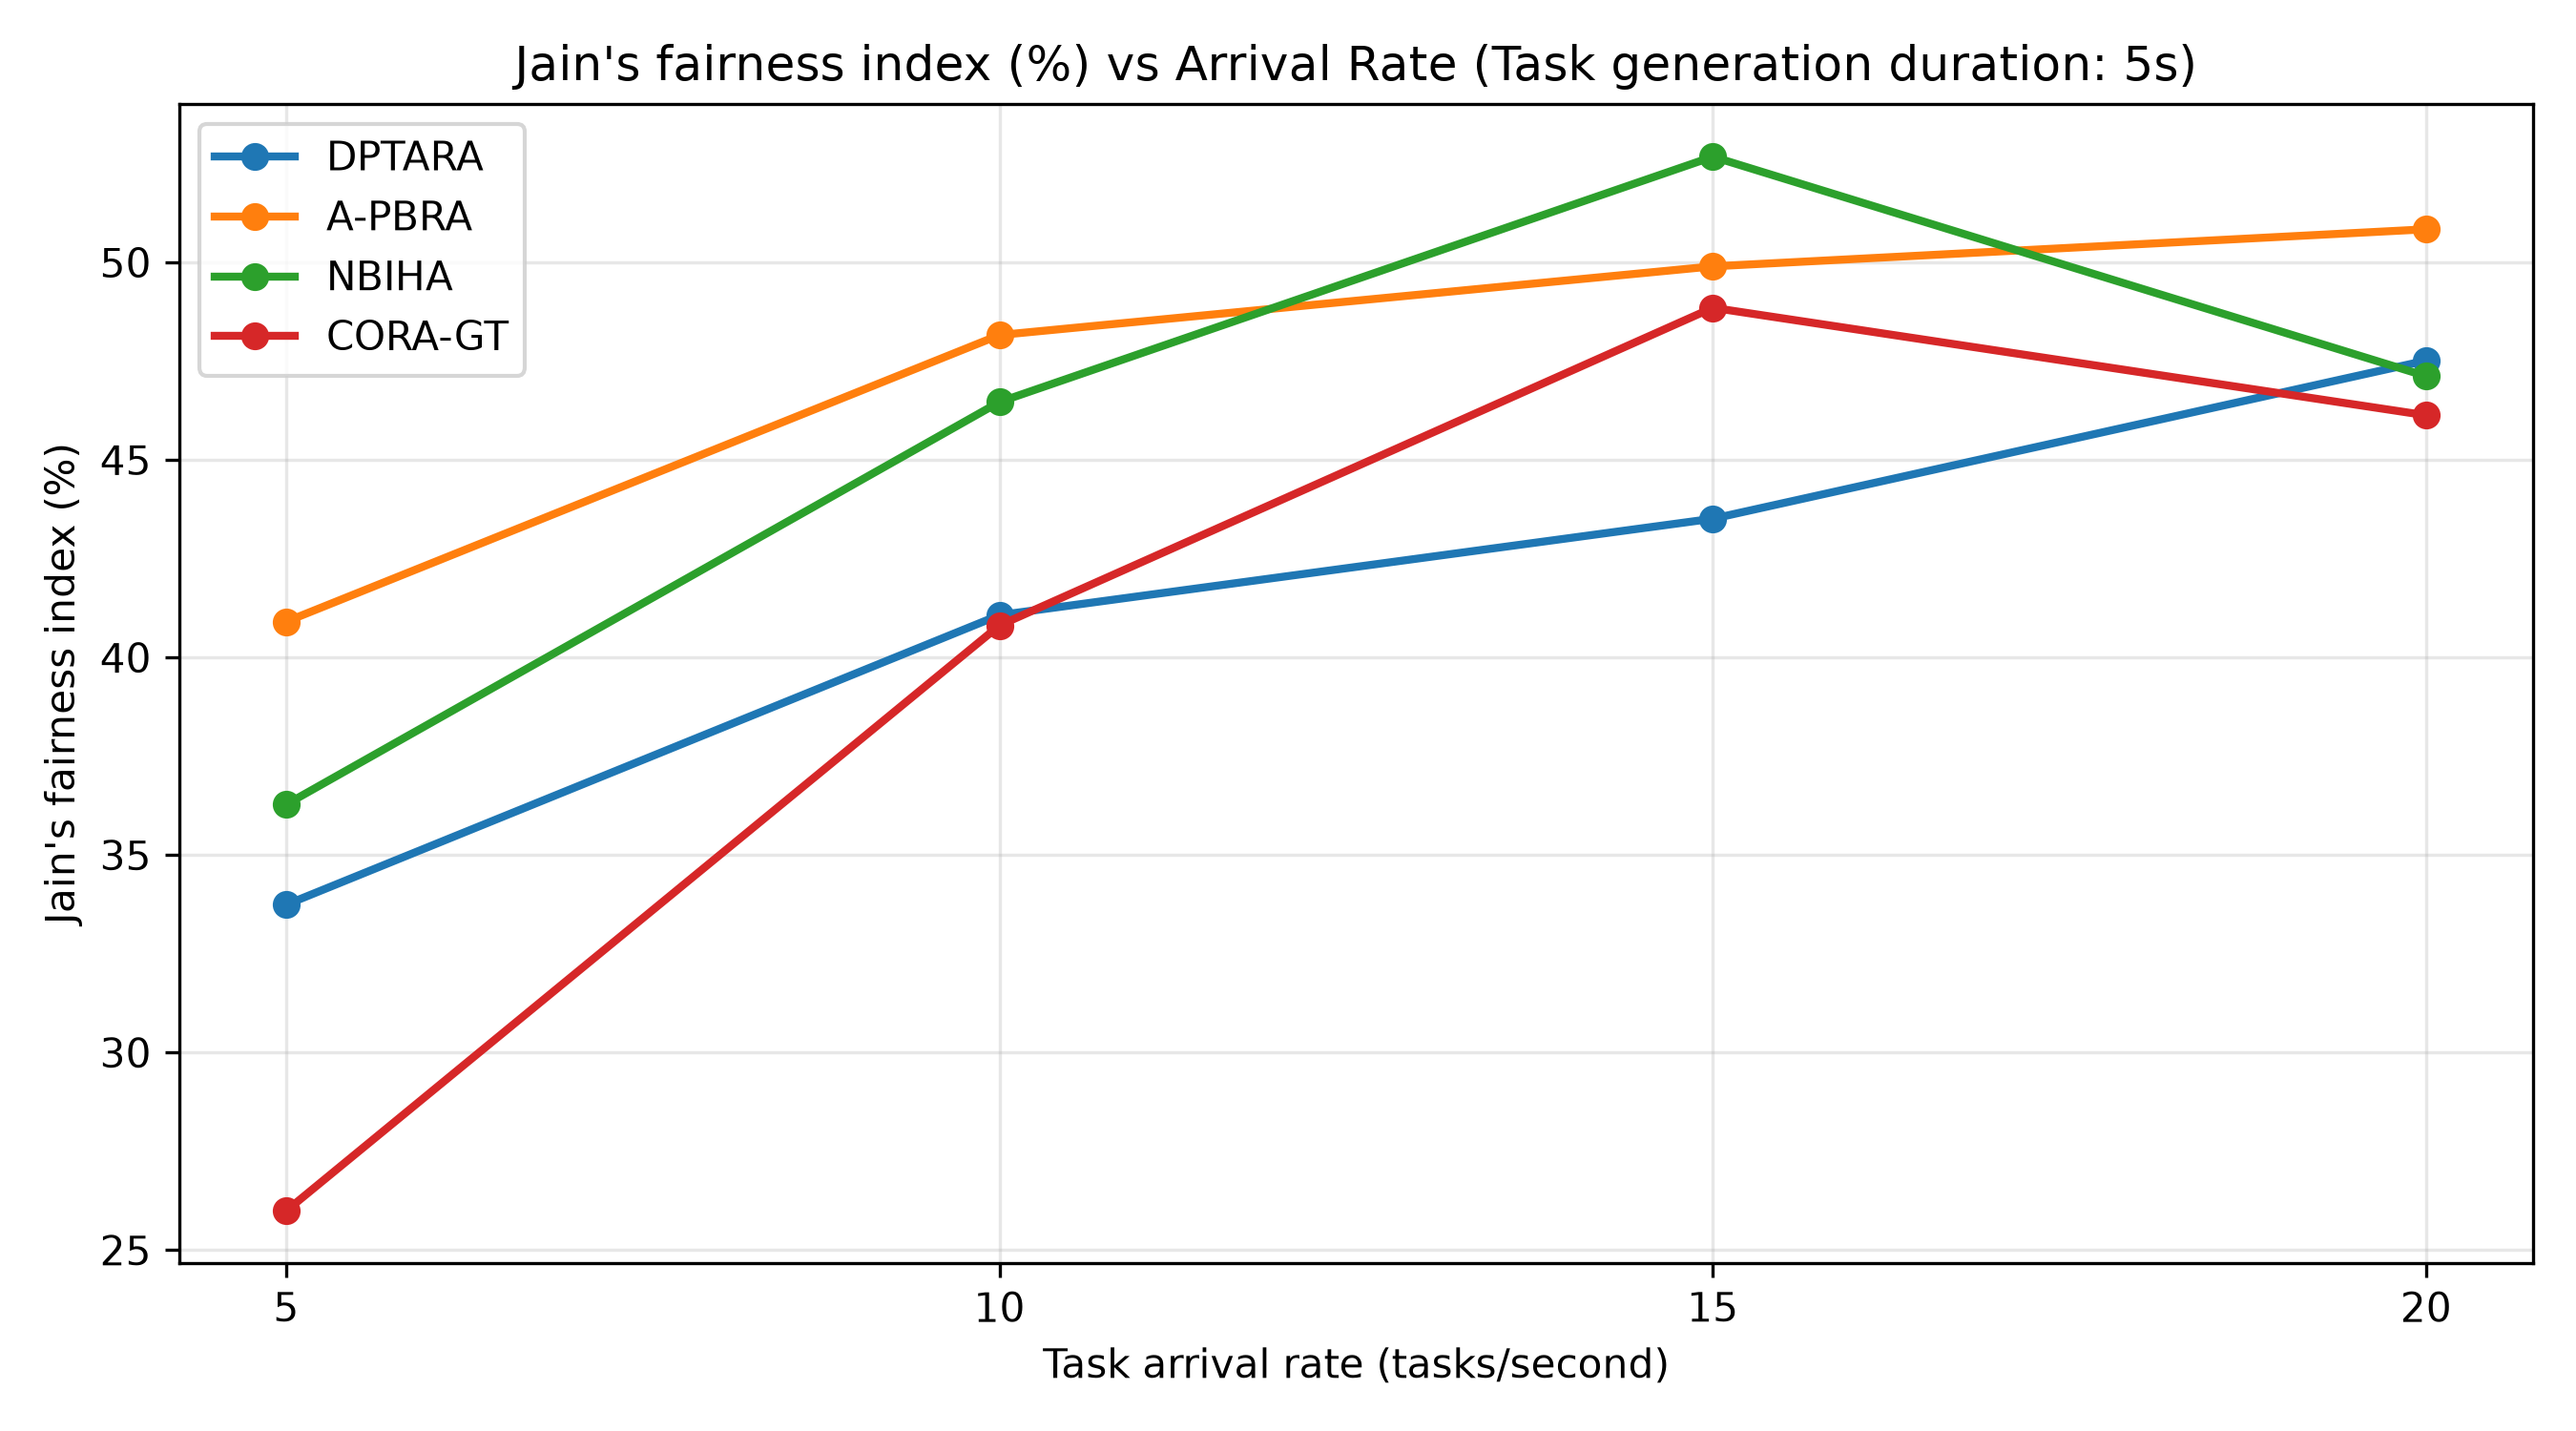 Jain's fairness index (%) vs Arrival Rate (Task generation duration: 5s)
DPTARA
A-PBRA
NBIHA
CORA-GT
Jain's fairness index (%)
50
45
40
35
30
25
5 10 15 20
Task arrival rate (tasks/second)